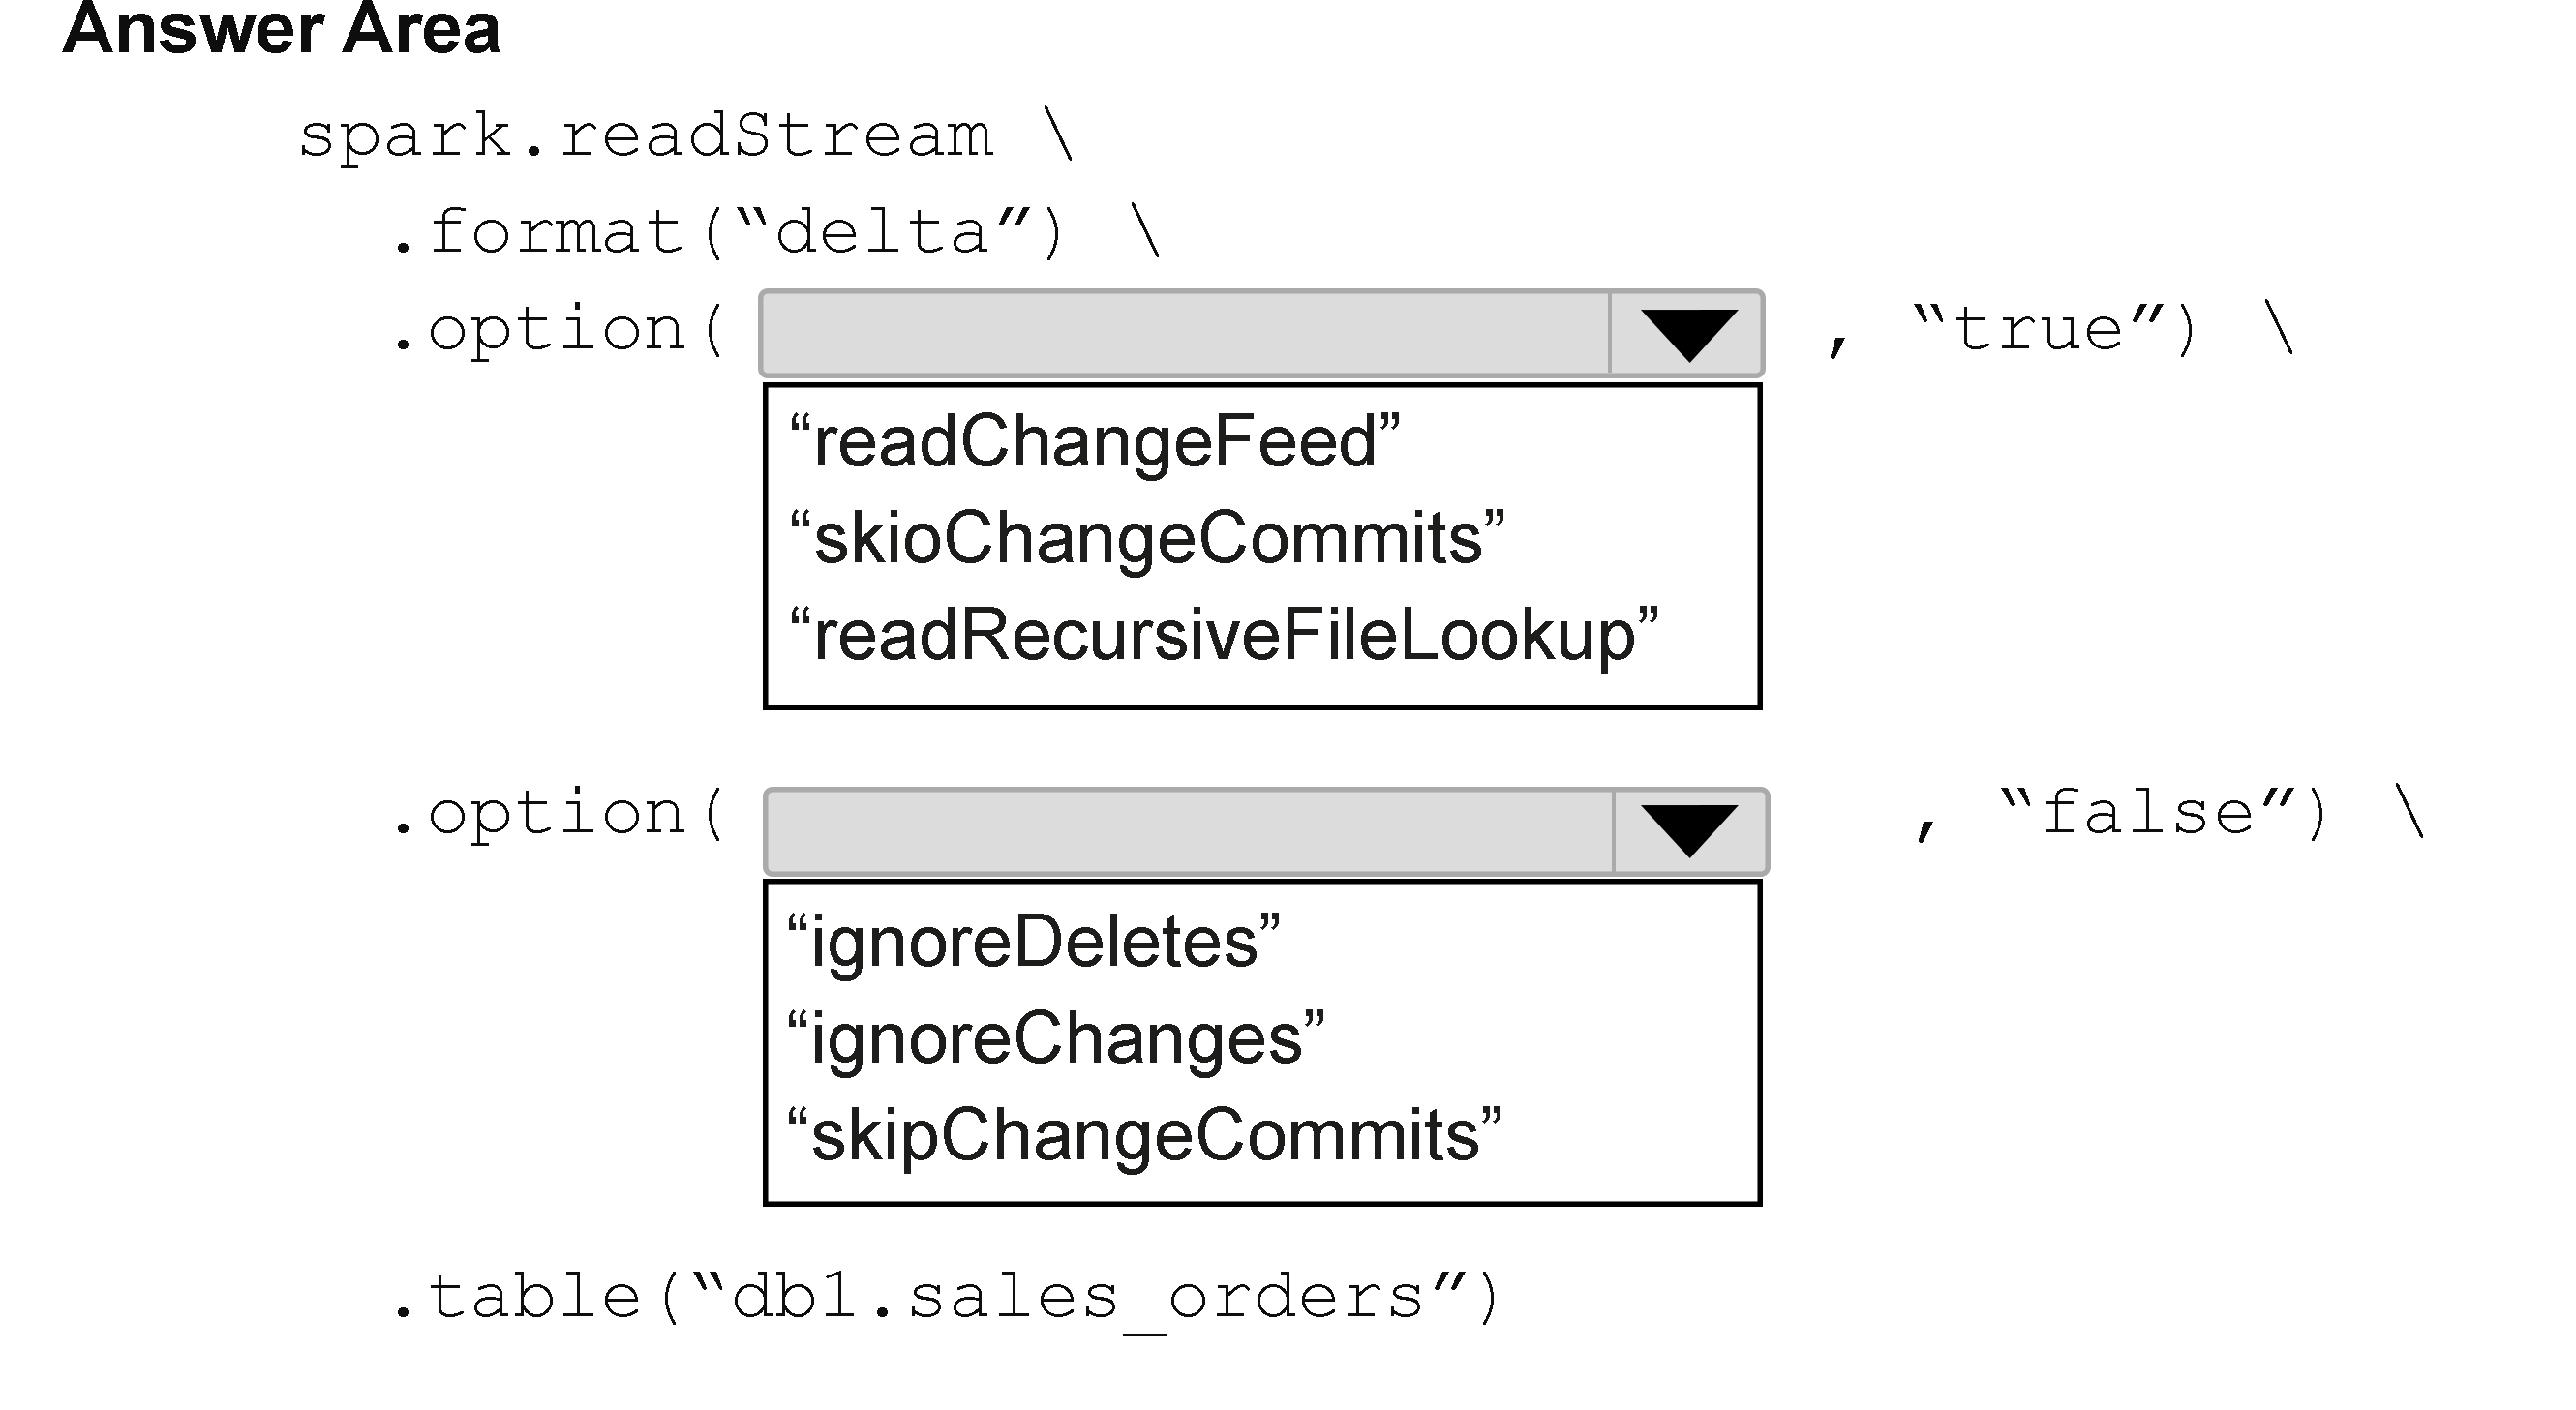 Answer Area
spark.readStream \
.format(“delta”) \
.option( , “true”) \
“readChangeFeed”
“skioChangeCommits”
“readRecursiveFileLookup”
.option( , “false”) \
“ignoreDeletes”
“ignoreChanges”
“skipChangeCommits”
.table(“db1.sales_orders”)